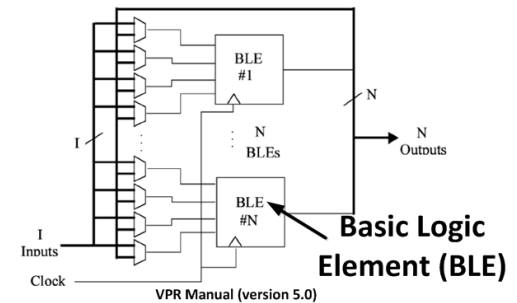 BLE
#1
N
I
N
BLEs
N
Outputs
BLE
#N
Basic Logic
Element (BLE)
I
Inputs
Clock
VPR Manual (version 5.0)